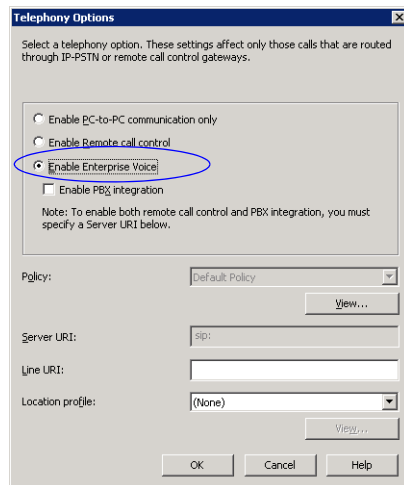 Telephony Options
Select a telephony option. These settings affect only those calls that are routed
through IP-PSTN or remote call control gateways.
Enable PC-to-PC communication only
Enable Remote call control
Enable Enterprise Voice
Enable PBX integration
Note: To enable both remote call control and PBX integration, you must
specify a Server URI below.
Policy: Default Policy
View...
Server URI: sip:
Line URI:
Location profile: (None)
View...
OK Cancel Help